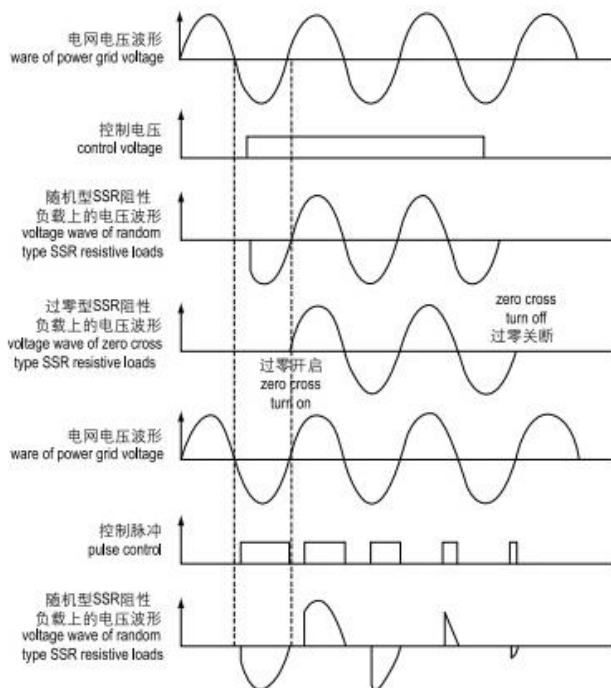 电网电压波形
ware of power grid voltage
控制电压
control voltage
随机型SSR阻性
负载上的电压波形
voltage wave of random
type SSR resistive loads
过零型SSR阻性
负载上的电压波形
voltage wave of zero cross
type SSR resistive loads
zero cross
turn off
过零关断
过零开启
zero cross
turn on
电网电压波形
ware of power grid voltage
控制脉冲
pulse control
随机型SSR阻性
负载上的电压波形
voltage wave of random
type SSR resistive loads